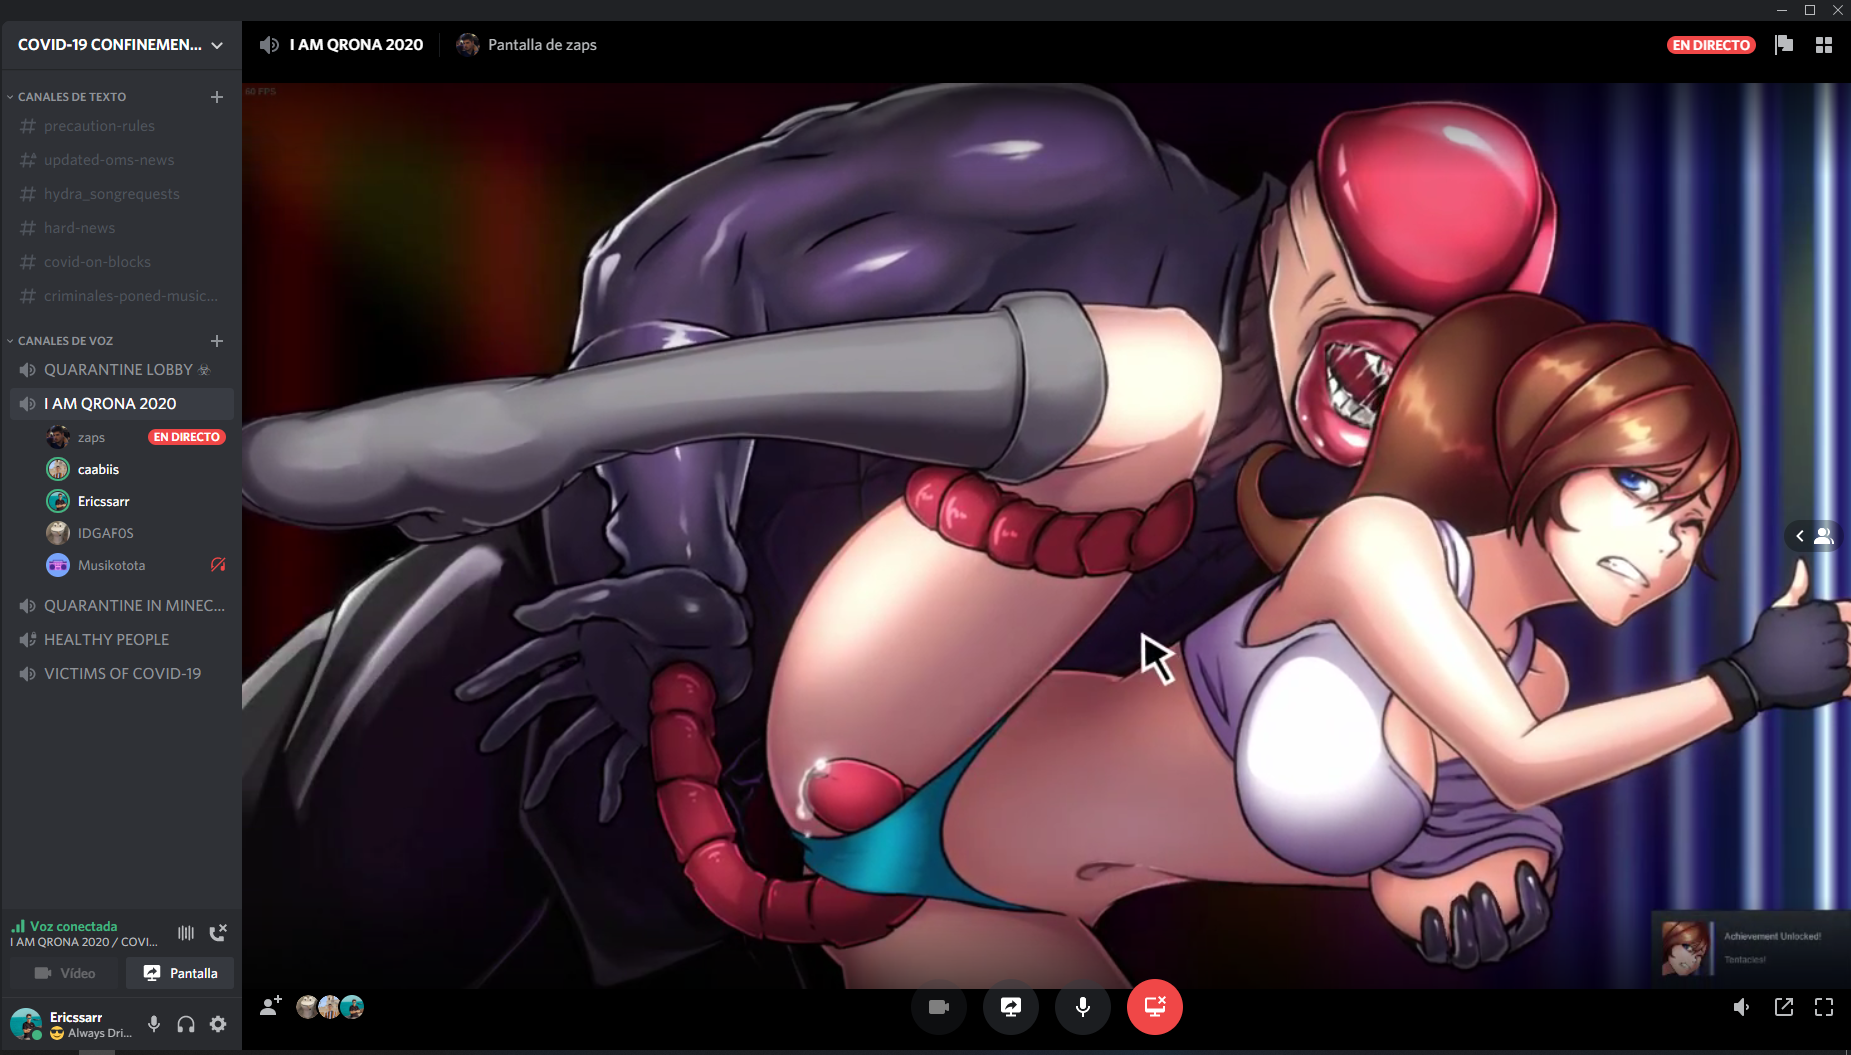 COVID-19 CONFINEMEN...
I AM QRONA 2020
Pantalla de zaps
EN DIRECTO
60 FPS
CANALES DE TEXTO
precaution-rules
updated-oms-news
hydra_songrequests
hard-news
covid-on-blocks
criminales-poned-music...
CANALES DE VOZ
QUARANTINE LOBBY ☣
I AM QRONA 2020
zaps
EN DIRECTO
caabiis
Ericssarr
IDGAF0S
Musikotota
QUARANTINE IN MINEC...
HEALTHY PEOPLE
VICTIMS OF COVID-19
Achievement Unlocked!
Tentacles!
Voz conectada
I AM QRONA 2020 / COVI...
Vídeo
Pantalla
Ericssarr
😎 Always Dri...